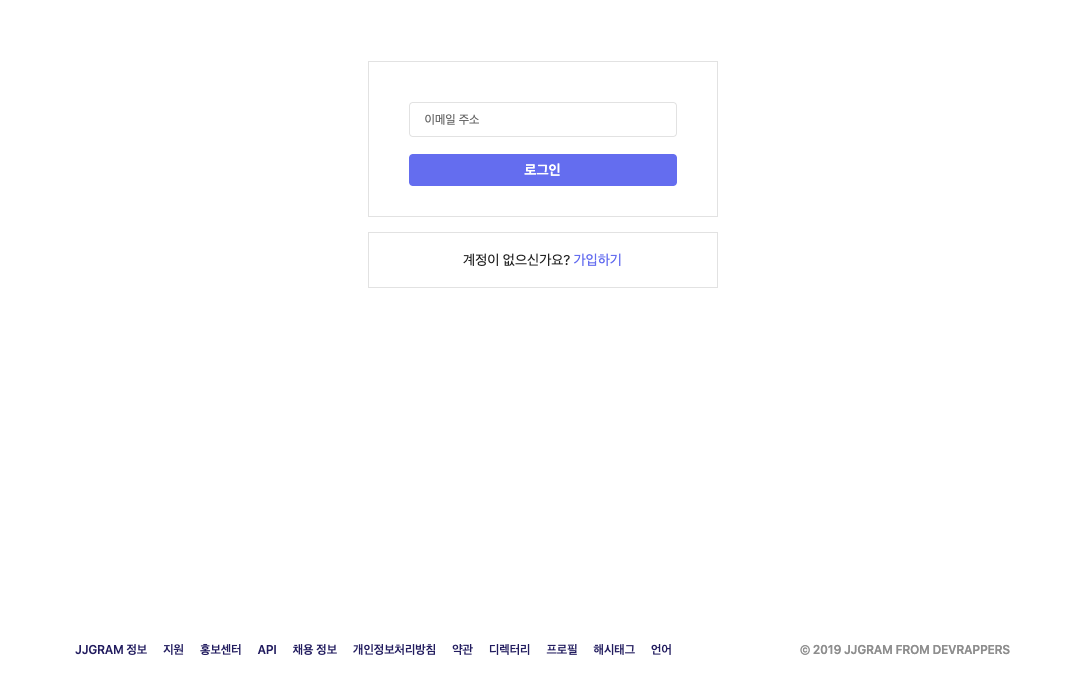 이메일 주소
로그인
계정이 없으신가요? 가입하기
JJGRAM 정보 지원 홍보센터 API 채용 정보 개인정보처리방침 약관 디렉터리 프로필 해시태그 언어 © 2019 JJGRAM FROM DEVRAPPERS